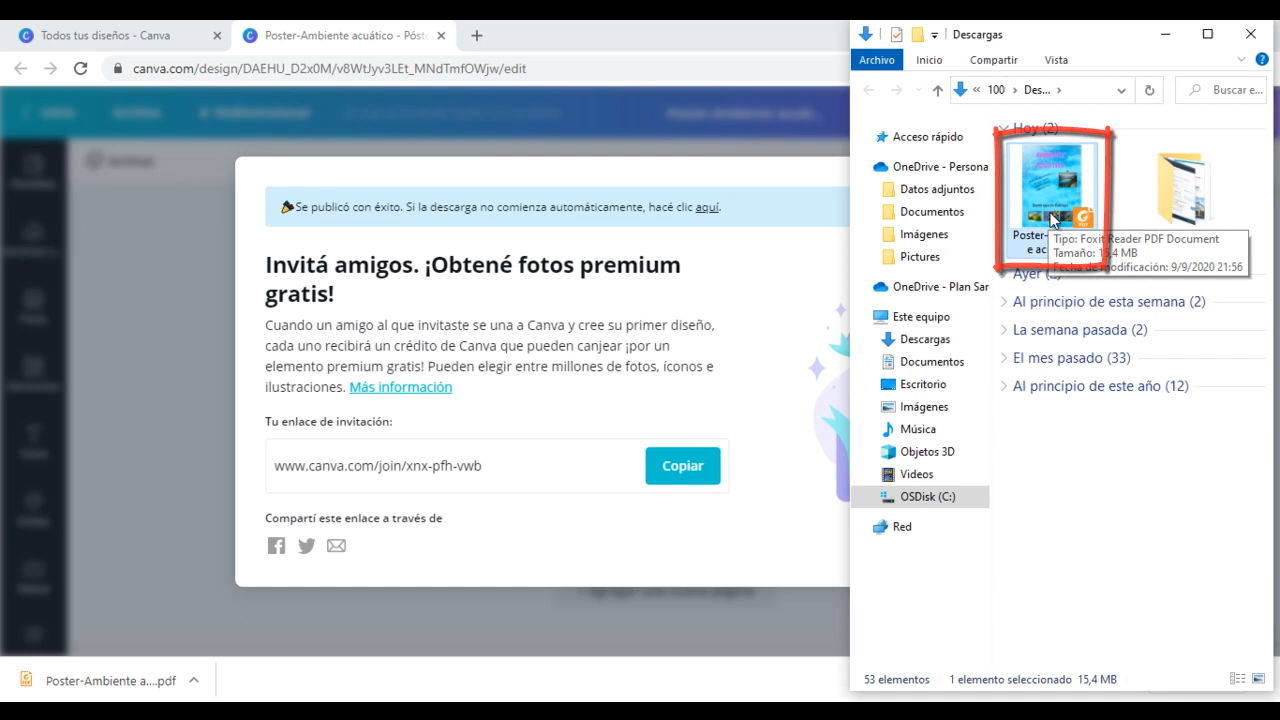 Todos tus diseños - Canva
Poster-Ambiente acuático - Póst
canva.com/design/DAEHU_D2x0M/v8WtJyv3LEt_MNdTmfOWjw/edit
Se publicó con éxito. Si la descarga no comienza automáticamente, hacé clic aquí.
Invitá amigos. ¡Obtené fotos premium
gratis!
Cuando un amigo al que invitaste se una a Canva y cree su primer diseño,
cada uno recibirá un crédito de Canva que pueden canjear ¡por un
elemento premium gratis! Pueden elegir entre millones de fotos, íconos e
ilustraciones. Más información
Tu enlace de invitación:
www.canva.com/join/xnx-pfh-vwb
Copiar
Compartí este enlace a través de
Poster-Ambiente a....pdf
Descargas
Archivo Inicio Compartir Vista
100 Des...
Buscar e...
Acceso rápido
OneDrive - Persona
Datos adjuntos
Documentos
Imágenes
Pictures
OneDrive - Plan Sar
Este equipo
Descargas
Documentos
Escritorio
Imágenes
Música
Objetos 3D
Videos
OSDisk (C:)
Red
Hoy (2)
Poster-
e ac
Tipo: Foxit Reader PDF Document
Tamaño: 15,4 MB
Fecha de modificación: 9/9/2020 21:56
Ayer
Al principio de esta semana (2)
La semana pasada (2)
El mes pasado (33)
Al principio de este año (12)
53 elementos 1 elemento seleccionado 15,4 MB